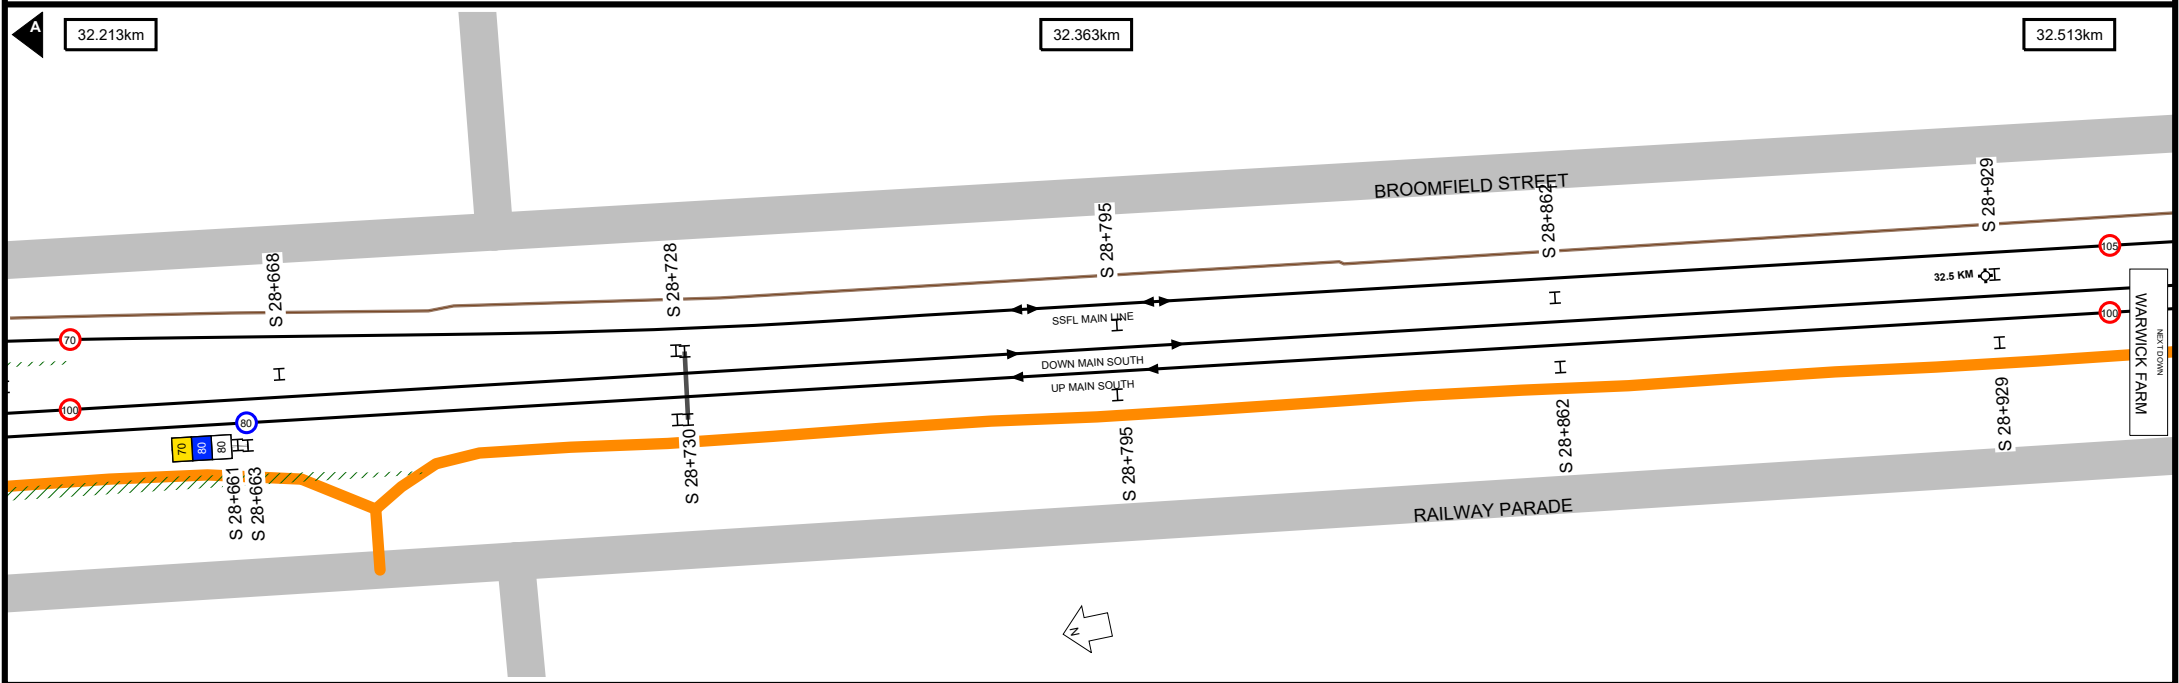 A
32.213km
32.363km
32.513km
BROOMFIELD STREET
S 28+668
S 28+728
S 28+795
S 28+862
S 28+929
105
32.5 KM
70
SSFL MAIN LINE
DOWN MAIN SOUTH
UP MAIN SOUTH
100
100
80
WARWICK FARM
NEXT DOWN
70
80
80
S 28+661
S 28+663
S 28+730
S 28+795
S 28+862
S 28+929
RAILWAY PARADE
N